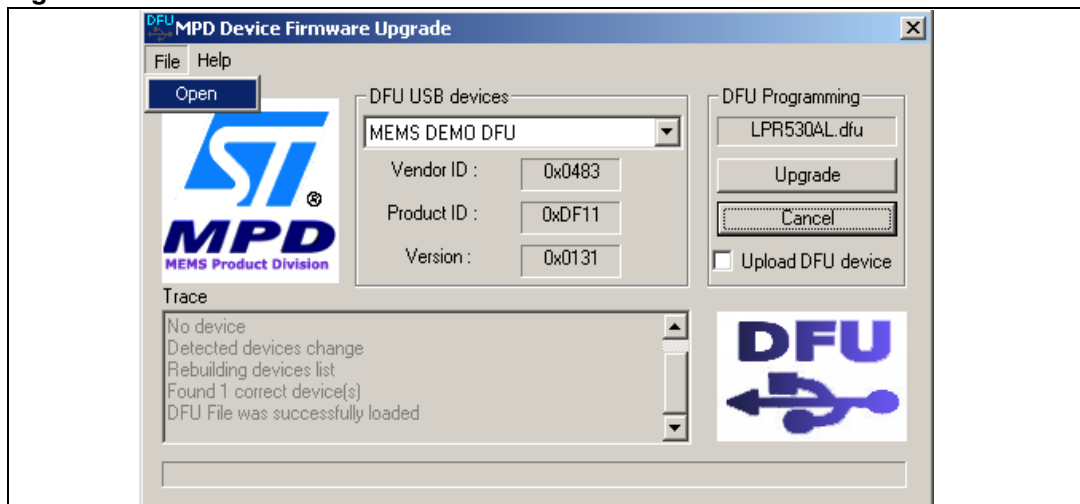 DFU MPD Device Firmware Upgrade
File Help
Open
DFU USB devices
MEMS DEMO DFU
Vendor ID : 0x0483
Product ID : 0xDF11
Version : 0x0131
DFU Programming
LPR530AL.dfu
Upgrade
Cancel
Upload DFU device
ST
®
MPD
MEMS Product Division
Trace
No device
Detected devices change
Rebuilding devices list
Found 1 correct device(s)
DFU File was successfully loaded
DFU